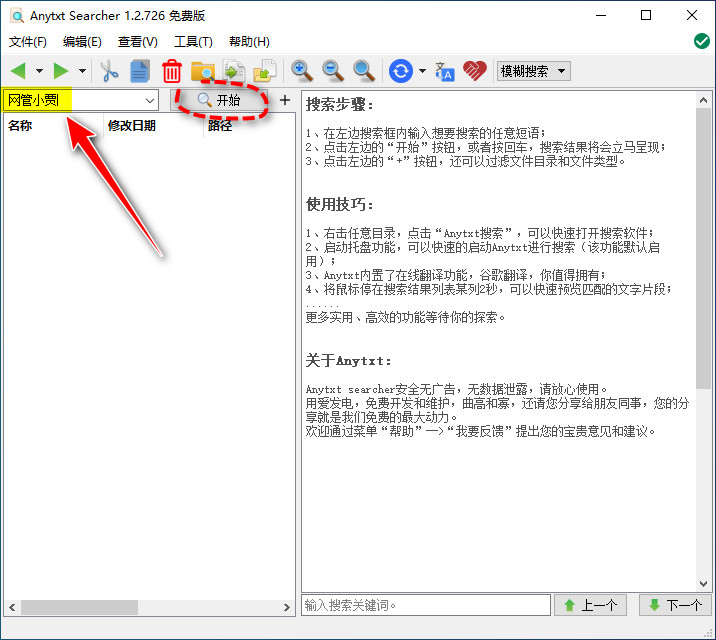 Anytxt Searcher 1.2.726 免费版
文件(F) 编辑(E) 查看(V) 工具(T) 帮助(H)
模糊搜索
网管小贾 开始 +
名称 修改日期 路径
搜索步骤：
1、在左边搜索框内输入想要搜索的任意短语；
2、点击左边的“开始”按钮，或者按回车，搜索结果将会立马呈现；
3、点击左边的“+”按钮，还可以过滤文件目录和文件类型。
使用技巧：
1、右击任意目录，点击“Anytxt搜索”，可以快速打开搜索软件；
2、启动托盘功能，可以快速的启动Anytxt进行搜索（该功能默认启
用）；
3、Anytxt内置了在线翻译功能，谷歌翻译，你值得拥有；
4、将鼠标停在搜索结果列表某列2秒，可以快速预览匹配的文字片段；
......
更多实用、高效的功能等待你的探索。
关于Anytxt：
Anytxt searcher安全无广告，无数据泄露，请放心使用。
用爱发电，免费开发和维护，曲高和寡，还请您分享给朋友同事，您的分
享就是我们免费的最大动力。
欢迎通过菜单“帮助”—>“我要反馈”提出您的宝贵意见和建议。
输入搜索关键词。 上一个 下一个